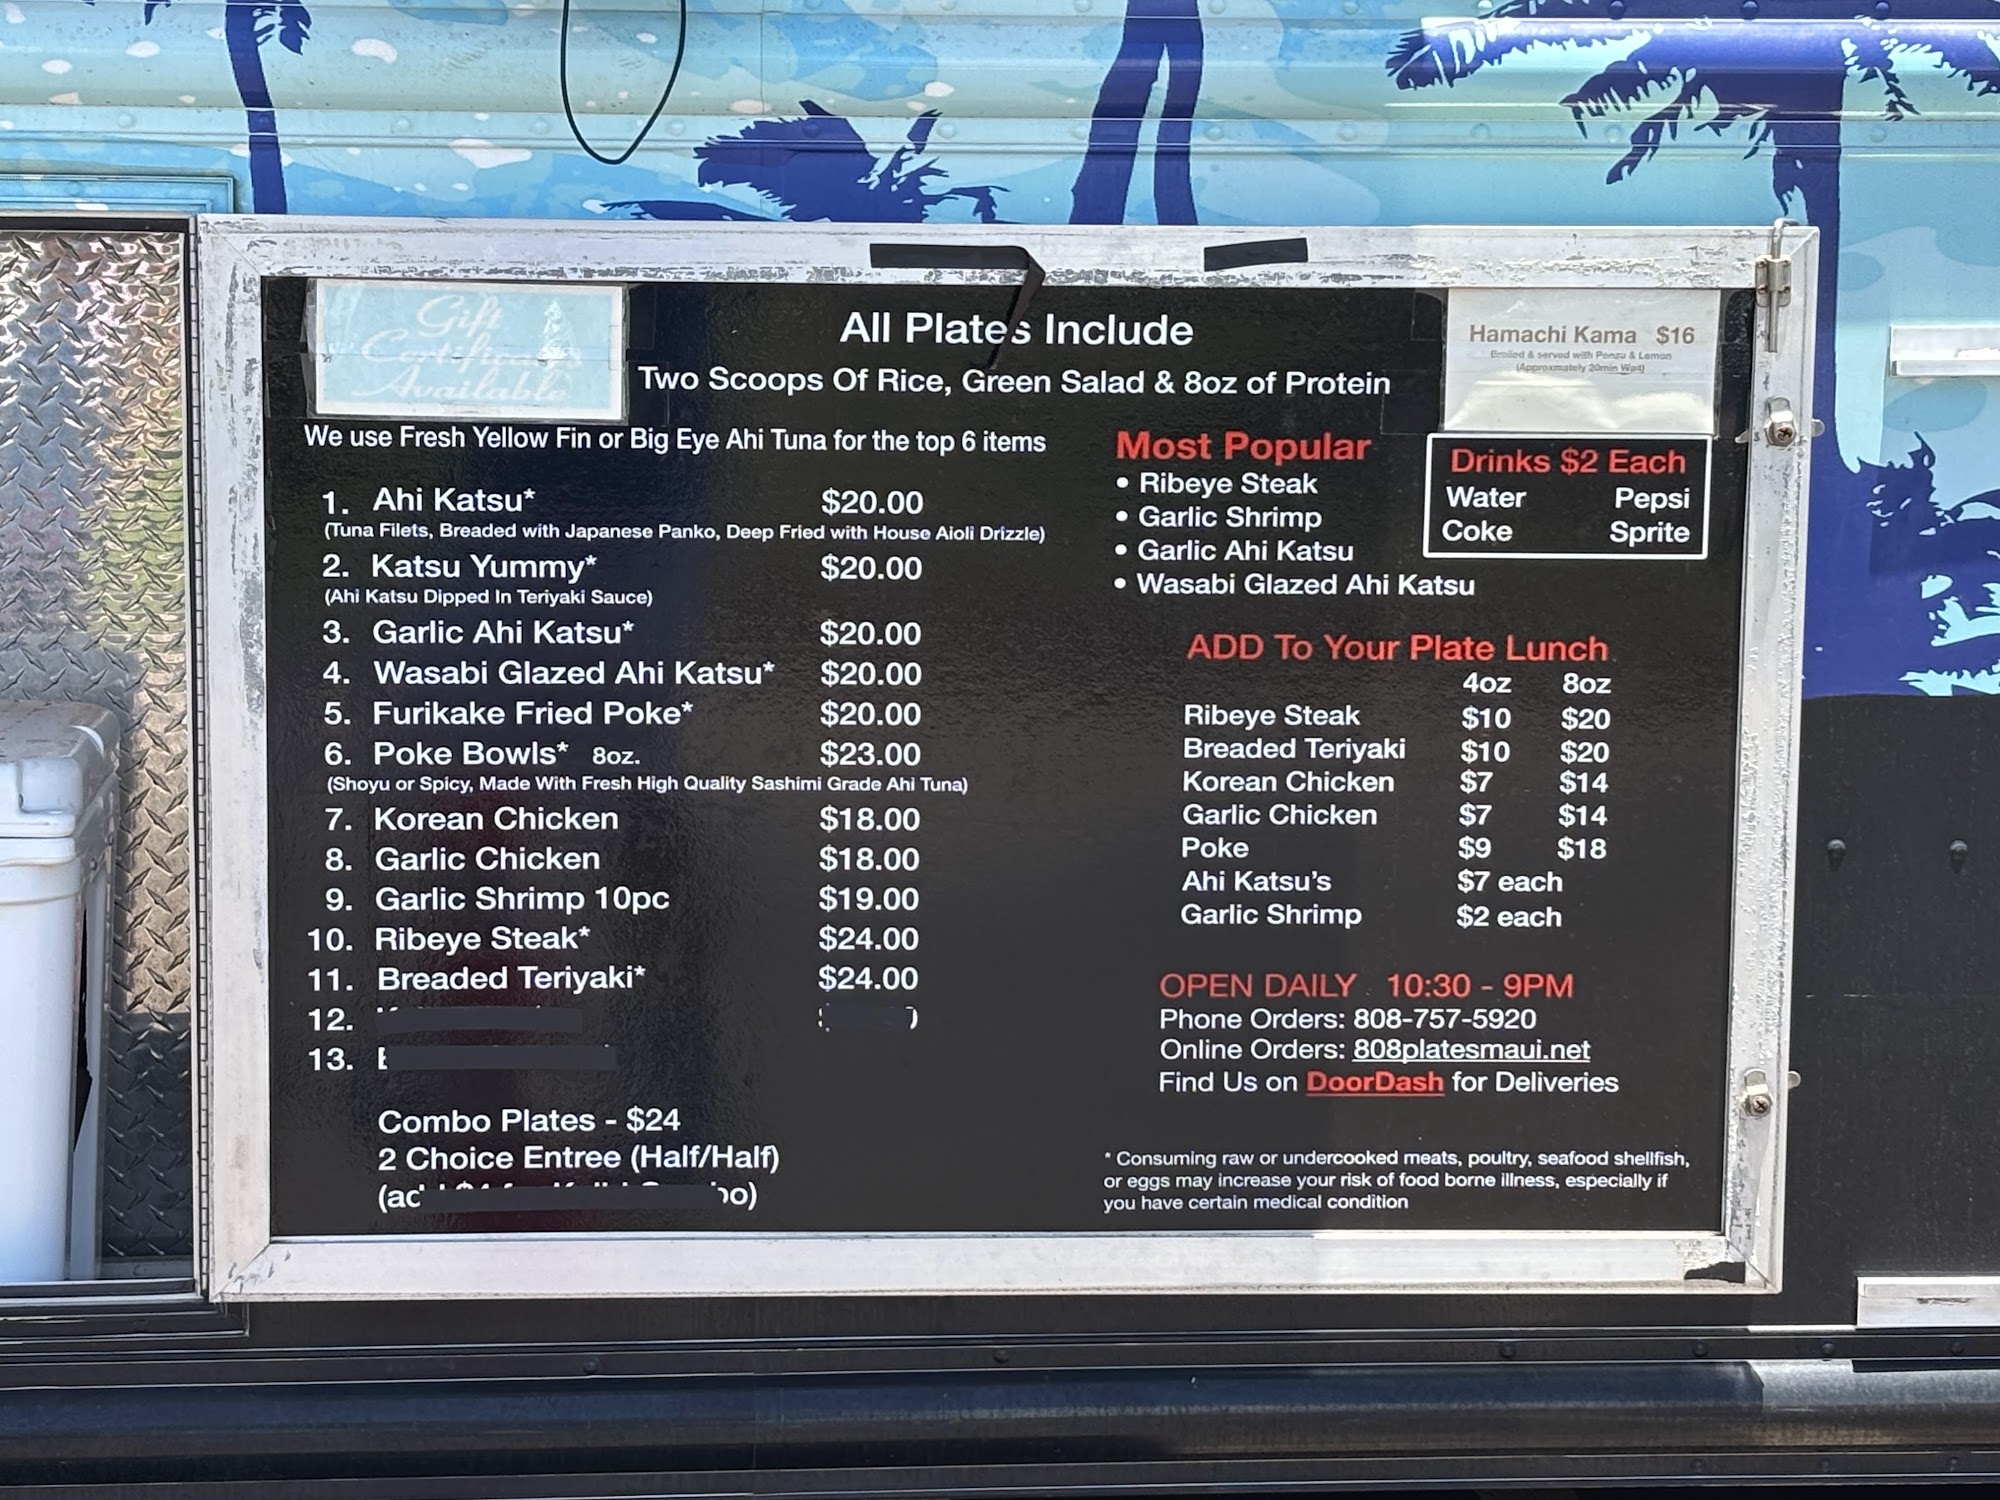 Gift
Certificates
Available
All Plates Include
Two Scoops Of Rice, Green Salad & 8oz of Protein
Hamachi Kama $16
Broiled & served with Ponzu & Lemon
(Approxmately 20min Wait)
We use Fresh Yellow Fin or Big Eye Ahi Tuna for the top 6 items
1. Ahi Katsu* $20.00
(Tuna Filets, Breaded with Japanese Panko, Deep Fried with House Aioli Drizzle)
2. Katsu Yummy* $20.00
(Ahi Katsu Dipped In Teriyaki Sauce)
3. Garlic Ahi Katsu* $20.00
4. Wasabi Glazed Ahi Katsu* $20.00
5. Furikake Fried Poke* $20.00
6. Poke Bowls* 8oz. $23.00
(Shoyu or Spicy, Made With Fresh High Quality Sashimi Grade Ahi Tuna)
7. Korean Chicken $18.00
8. Garlic Chicken $18.00
9. Garlic Shrimp 10pc $19.00
10. Ribeye Steak* $24.00
11. Breaded Teriyaki* $24.00
12.
13.
Combo Plates - $24
2 Choice Entree (Half/Half)
Most Popular
• Ribeye Steak
• Garlic Shrimp
• Garlic Ahi Katsu
• Wasabi Glazed Ahi Katsu
Drinks $2 Each
Water Pepsi
Coke Sprite
ADD To Your Plate Lunch
4oz 8oz
Ribeye Steak $10 $20
Breaded Teriyaki $10 $20
Korean Chicken $7 $14
Garlic Chicken $7 $14
Poke $9 $18
Ahi Katsu's $7 each
Garlic Shrimp $2 each
OPEN DAILY 10:30 - 9PM
Phone Orders: 808-757-5920
Online Orders: 808platesmaui.net
Find Us on DoorDash for Deliveries
* Consuming raw or undercooked meats, poultry, seafood shellfish,
or eggs may increase your risk of food borne illness, especially if
you have certain medical condition